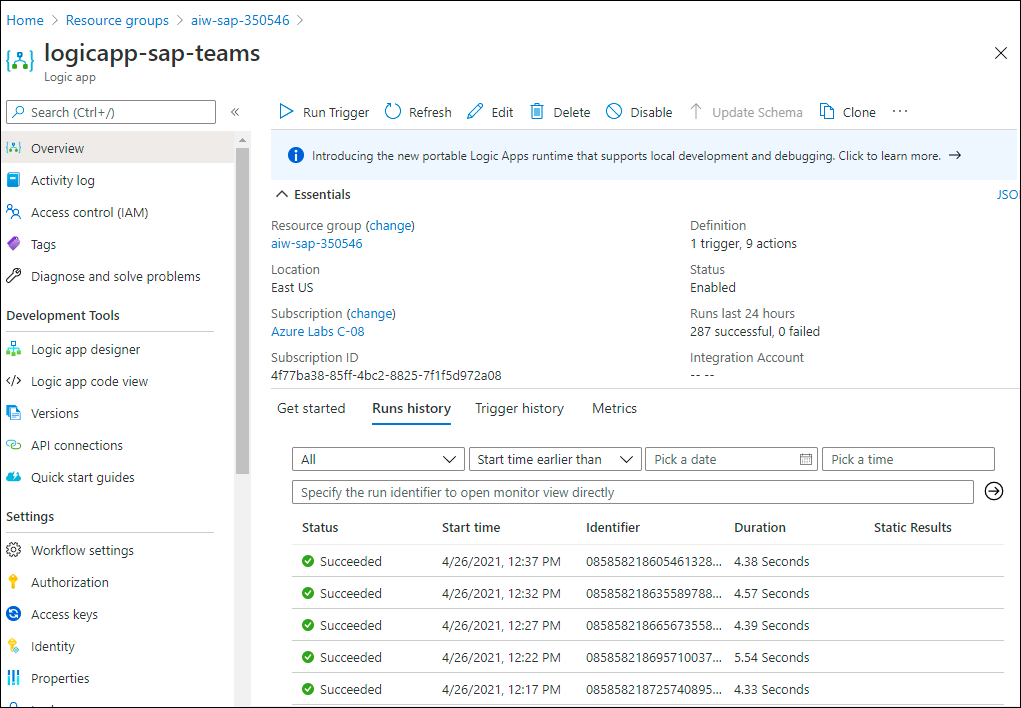 Home > Resource groups > aiw-sap-350546 >
logicapp-sap-teams
Logic app
Search (Ctrl+/)
«
Overview
Activity log
Access control (IAM)
Tags
Diagnose and solve problems
Development Tools
Logic app designer
Logic app code view
Versions
API connections
Quick start guides
Settings
Workflow settings
Authorization
Access keys
Identity
Properties
Run Trigger Refresh Edit Delete Disable Update Schema Clone ···
Introducing the new portable Logic Apps runtime that supports local development and debugging. Click to learn more. →
Essentials
JSO
Resource group (change)
aiw-sap-350546
Location
East US
Subscription (change)
Azure Labs C-08
Subscription ID
4f77ba38-85ff-4bc2-8825-7f1f5d972a08
Definition
1 trigger, 9 actions
Status
Enabled
Runs last 24 hours
287 successful, 0 failed
Integration Account
-- --
Get started Runs history Trigger history Metrics
All Start time earlier than Pick a date Pick a time
Specify the run identifier to open monitor view directly
Status Start time Identifier Duration Static Results
Succeeded 4/26/2021, 12:37 PM 085858218605461328... 4.38 Seconds
Succeeded 4/26/2021, 12:32 PM 085858218635589788... 4.57 Seconds
Succeeded 4/26/2021, 12:27 PM 085858218665673558... 4.39 Seconds
Succeeded 4/26/2021, 12:22 PM 085858218695710037... 5.54 Seconds
Succeeded 4/26/2021, 12:17 PM 085858218725740895... 4.33 Seconds